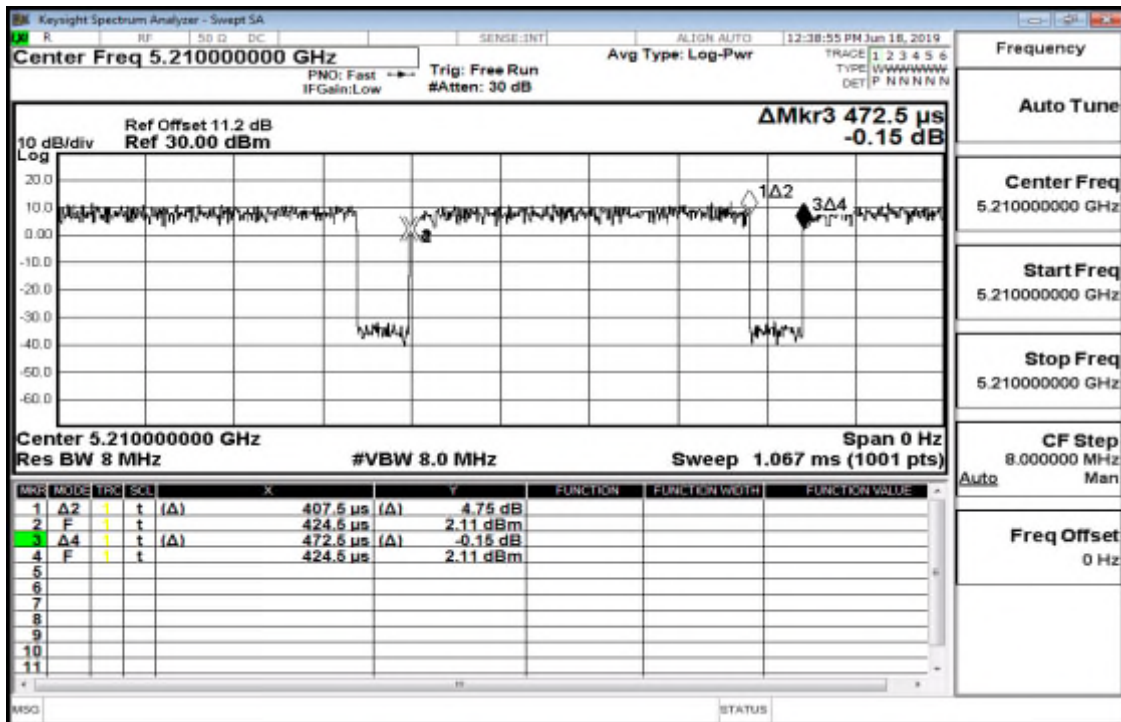 Keysight Spectrum Analyzer - Swept SA
R RF 50 Ω DC SENSE:INT ALIGN AUTO 12:38:55 PM Jun 18, 2019
Center Freq 5.210000000 GHz
PNO: Fast
IFGain:Low
Trig: Free Run
#Atten: 30 dB
Avg Type: Log-Pwr
TRACE 1 2 3 4 5 6
TYPE WWWWWW
DET P N N N N N
Ref Offset 11.2 dB
Ref 30.00 dBm
ΔMkr3 472.5 µs
-0.15 dB
10 dB/div
Log
20.0
10.0
0.00
-10.0
-20.0
-30.0
-40.0
-50.0
-60.0
1Δ2
3Δ4
Center 5.210000000 GHz
Span 0 Hz
Res BW 8 MHz
#VBW 8.0 MHz
Sweep 1.067 ms (1001 pts)
MKR MODE TRC SCL X Y FUNCTION FUNCTION WIDTH FUNCTION VALUE
1 Δ2 1 t (Δ) 407.5 µs (Δ) 4.75 dB
2 F 1 t 424.5 µs 2.11 dBm
3 Δ4 1 t (Δ) 472.5 µs (Δ) -0.15 dB
4 F 1 t 424.5 µs 2.11 dBm
5
6
7
8
9
10
11
MSG
STATUS
Frequency
Auto Tune
Center Freq
5.210000000 GHz
Start Freq
5.210000000 GHz
Stop Freq
5.210000000 GHz
CF Step
8.000000 MHz
Auto Man
Freq Offset
0 Hz